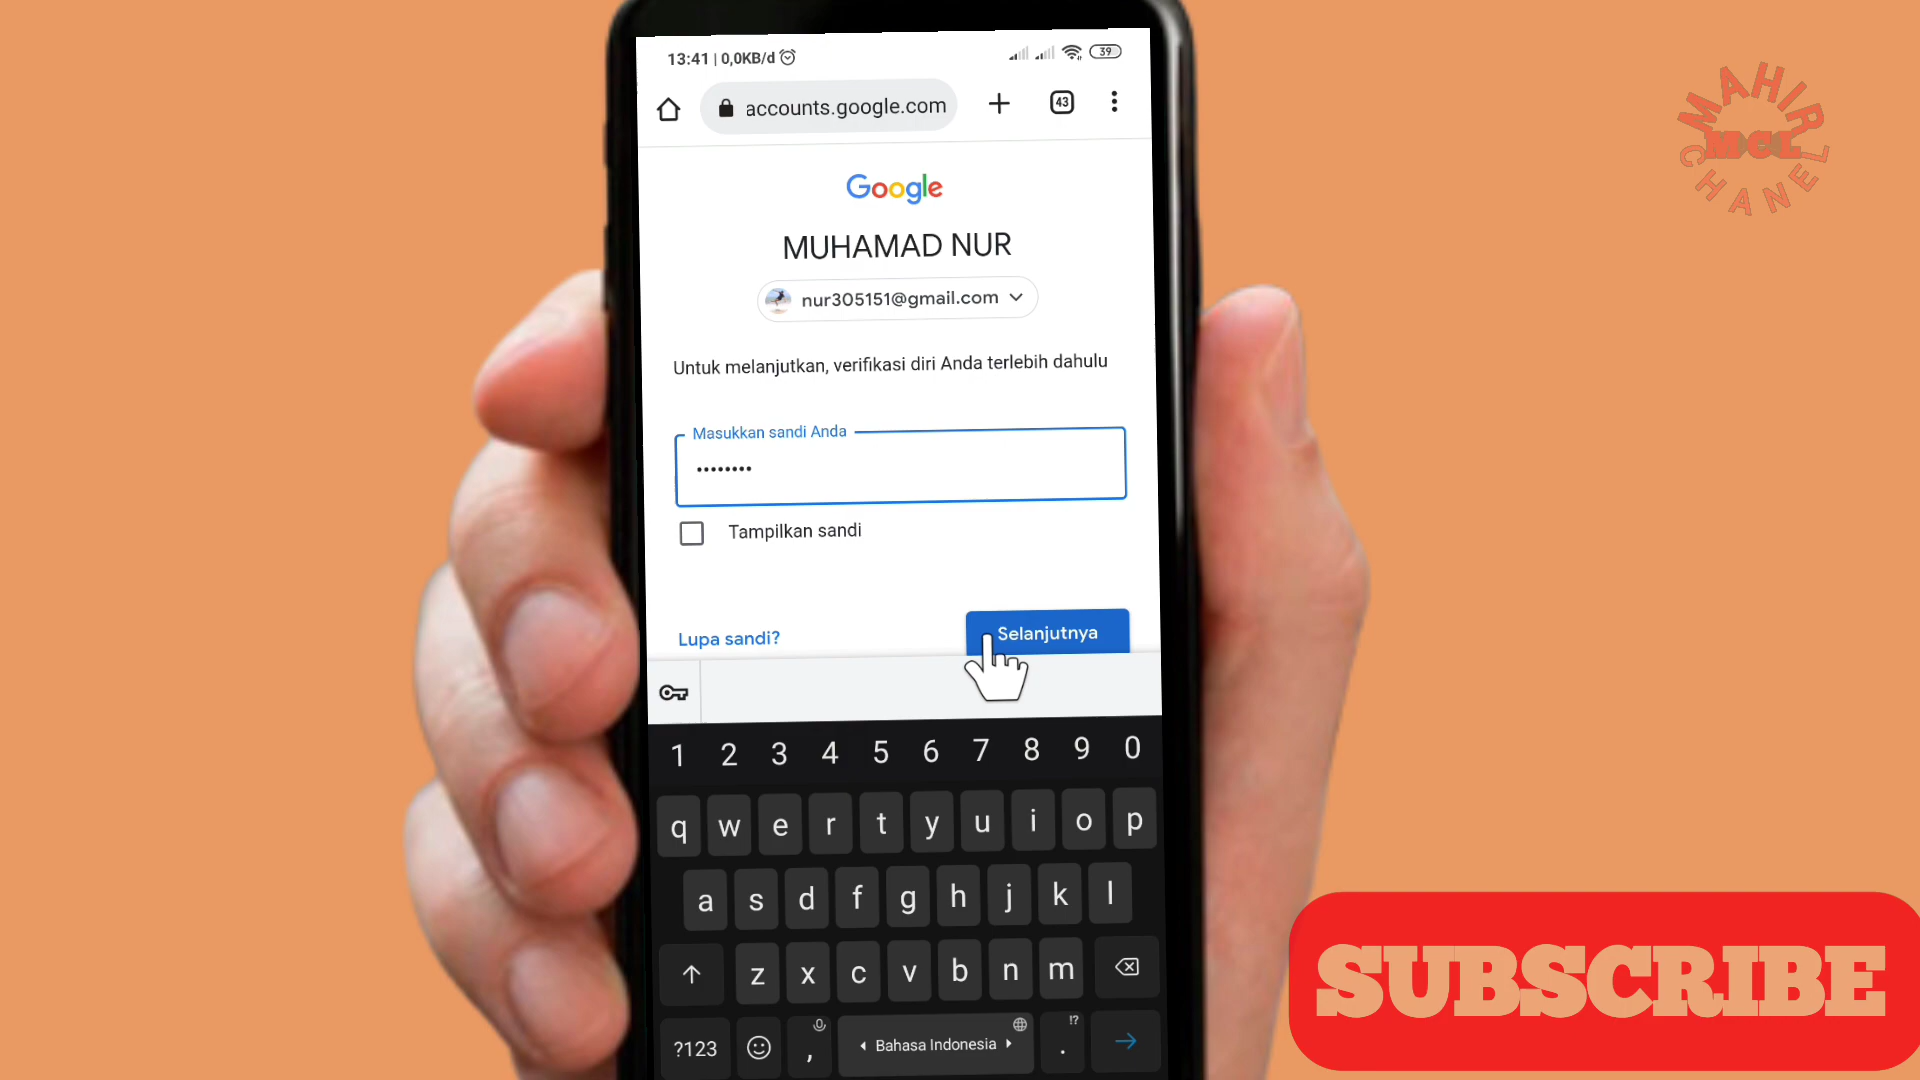 13:41 | 0,0KB/d
39
accounts.google.com
43
Google
MUHAMAD NUR
nur305151@gmail.com
Untuk melanjutkan, verifikasi diri Anda terlebih dahulu
Masukkan sandi Anda
••••••••
Tampilkan sandi
Lupa sandi?
Selanjutnya
1 2 3 4 5 6 7 8 9 0
q w e r t y u i o p
a s d f g h j k l
z x c v b n m
?123 , Bahasa Indonesia . !?
MAHIR
MCL
CHANEL
SUBSCRIBE